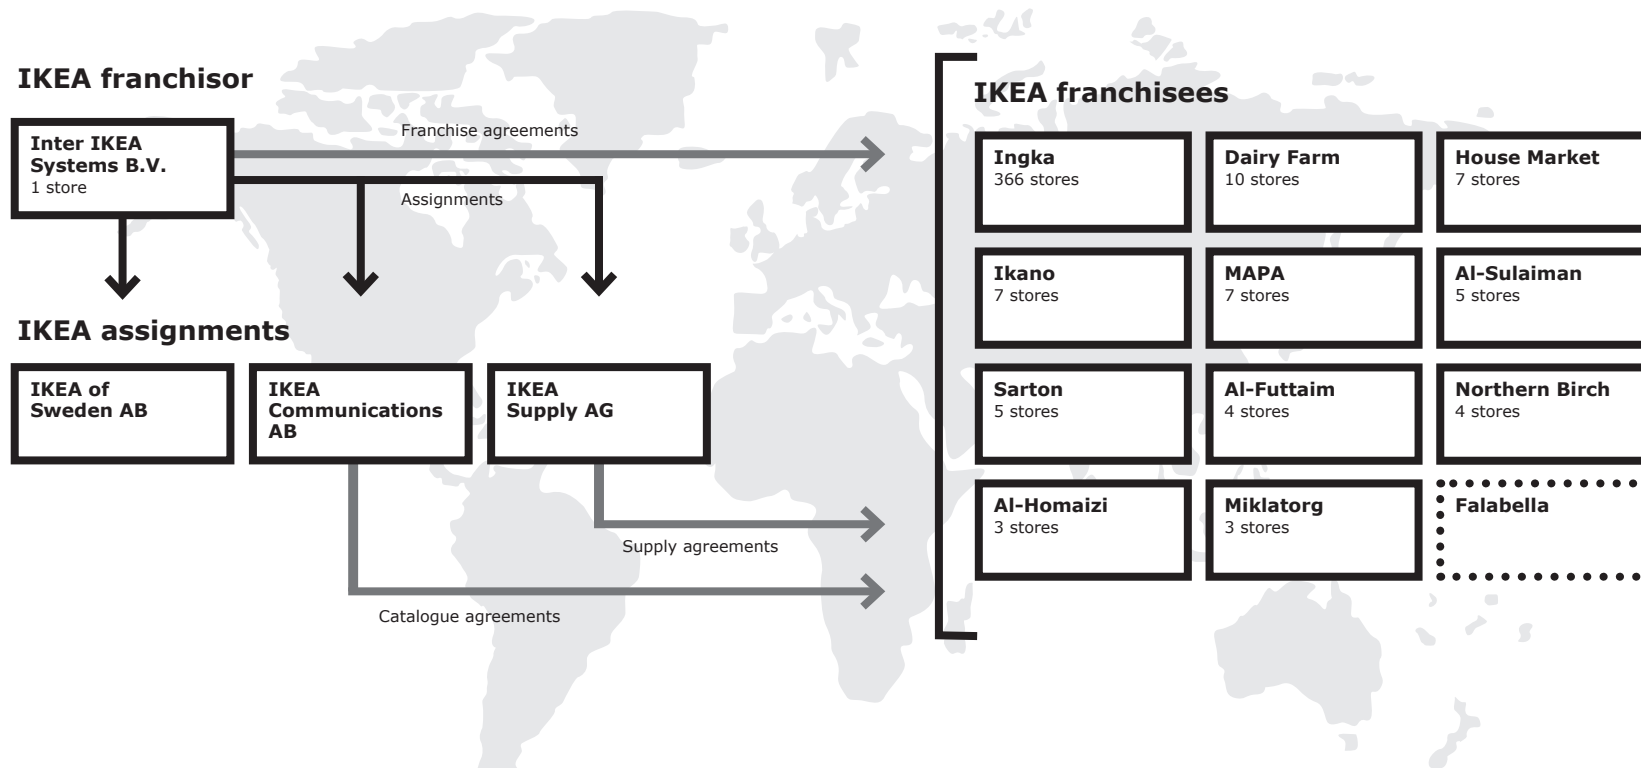 IKEA franchisor
Inter IKEA
Systems B.V.
1 store
Franchise agreements
Assignments
IKEA assignments
IKEA of
Sweden AB
IKEA
Communications
AB
IKEA
Supply AG
Supply agreements
Catalogue agreements
IKEA franchisees
Ingka
366 stores
Dairy Farm
10 stores
House Market
7 stores
Ikano
7 stores
MAPA
7 stores
Al-Sulaiman
5 stores
Sarton
5 stores
Al-Futtaim
4 stores
Northern Birch
4 stores
Al-Homaizi
3 stores
Miklatorg
3 stores
Falabella